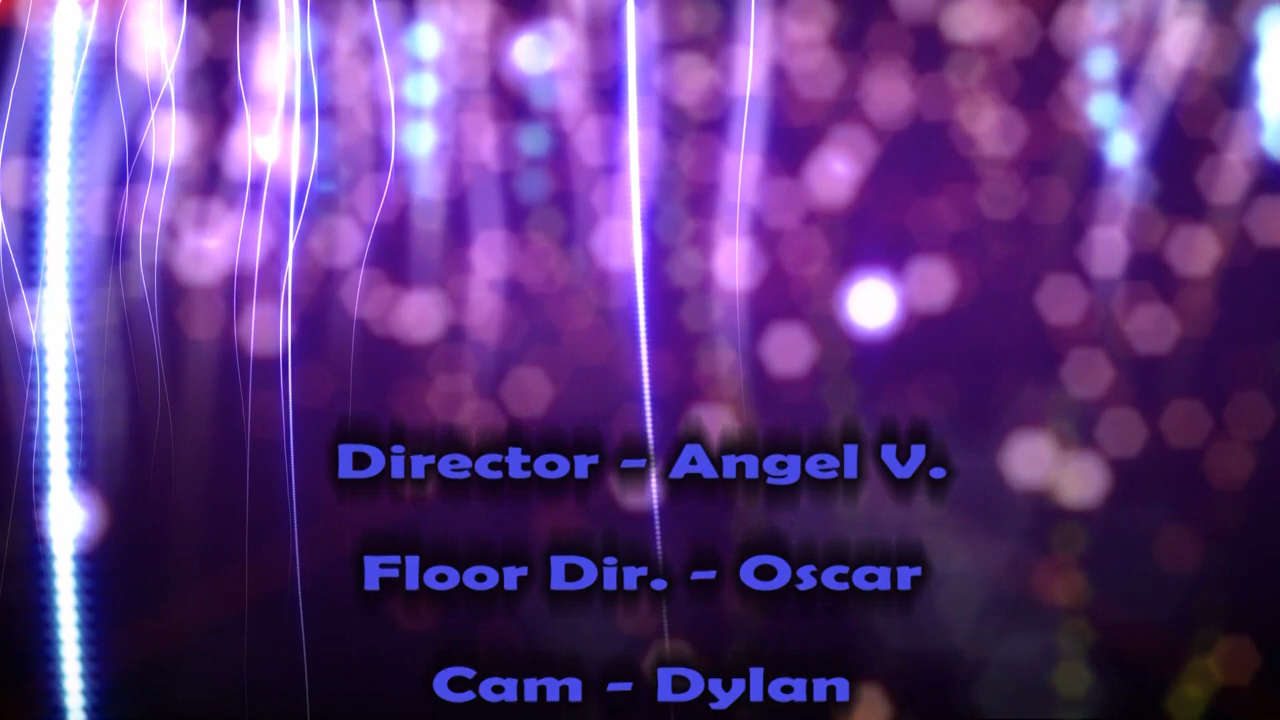 Director - Angel V.
Floor Dir. - Oscar
Cam - Dylan